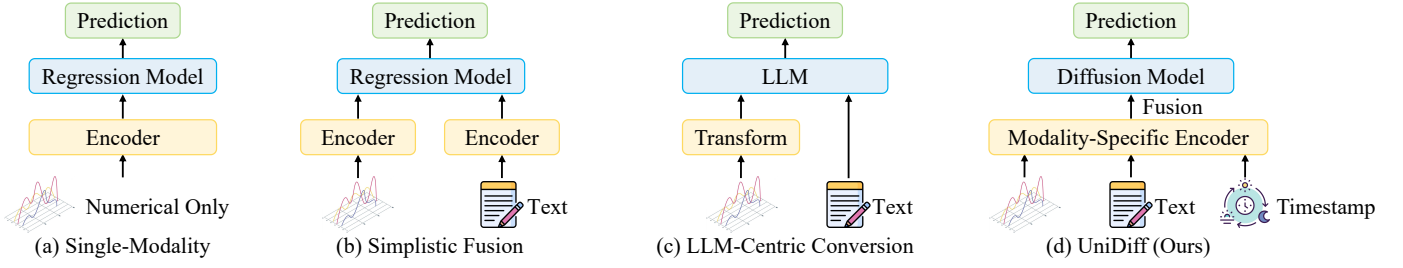 Prediction
Regression Model
Encoder
Numerical Only
(a) Single-Modality
Prediction
Regression Model
Encoder
Encoder
Text
(b) Simplistic Fusion
Prediction
LLM
Transform
Text
(c) LLM-Centric Conversion
Prediction
Diffusion Model
Fusion
Modality-Specific Encoder
Text
Timestamp
(d) UniDiff (Ours)